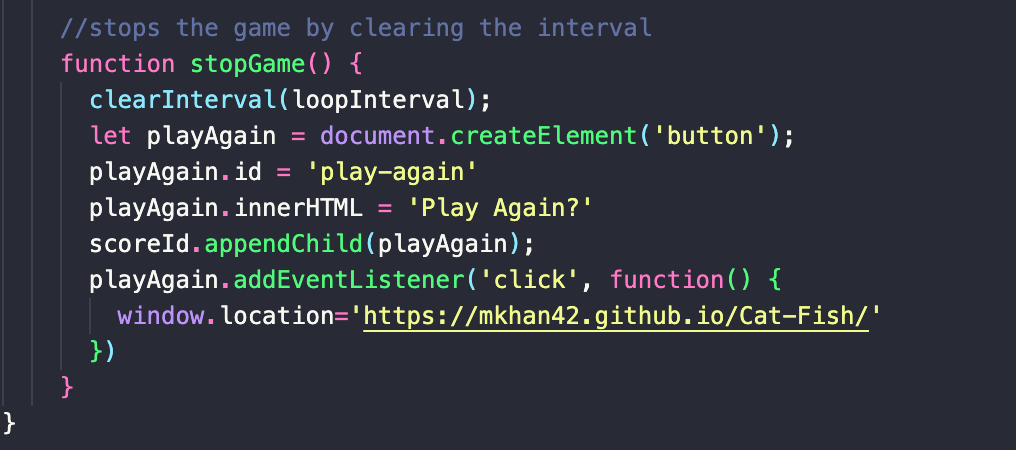 //stops the game by clearing the interval
function stopGame() {
clearInterval(loopInterval);
let playAgain = document.createElement('button');
playAgain.id = 'play-again'
playAgain.innerHTML = 'Play Again?'
scoreId.appendChild(playAgain);
playAgain.addEventListener('click', function() {
window.location='https://mkhan42.github.io/Cat-Fish/'
})
}
}